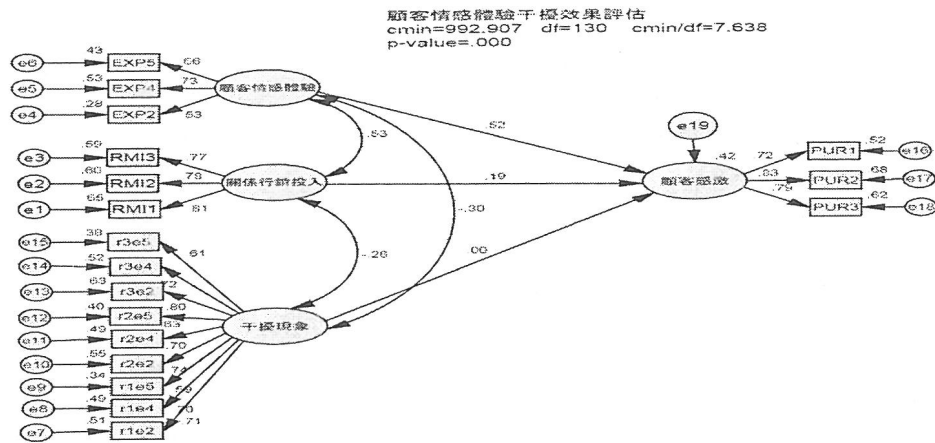 顧客情感體驗干擾效果評估
cmin=992.907 df=130 cmin/df=7.638
p-value=.000
.43
e6 EXP5 .66
.53
e5 EXP4 .73 顧客情感體驗
.28
e4 EXP2 .53
.53
.52
e19
.59
e3 RMI3 .77
.60
e2 RMI2 .78 關係行銷投入
.65
e1 RMI1 .81
.19
-.30
.42
顧客感激
.72 PUR1 .52 e16
.83 PUR2 .68 e17
.79 PUR3 .62 e18
-.26
.00
.38
e15 r3e5 .61
.52
e14 r3e4 .72
.63
e13 r3e2 .80
.40
e12 r2e5 .63
干擾現象
.49
e11 r2e4 .70
.55
e10 r2e2 .74
.34
e9 r1e5 .59
.49
e8 r1e4 .70
.51
e7 r1e2 .71